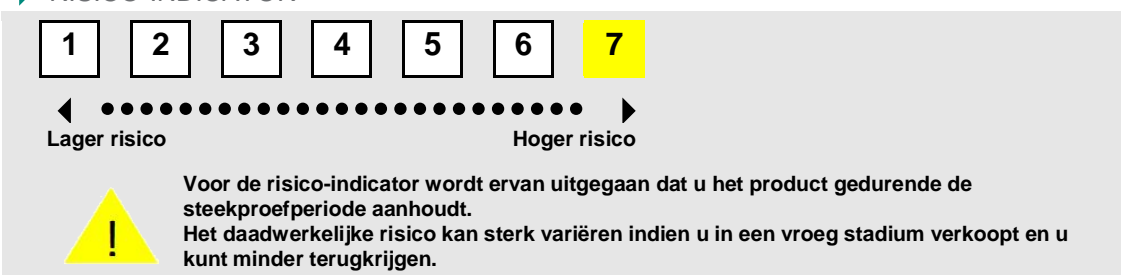 RISICO-INDICATOR
1 2 3 4 5 6 7
Lager risico Hoger risico
Voor de risico-indicator wordt ervan uitgegaan dat u het product gedurende de
steekproefperiode aanhoudt.
Het daadwerkelijke risico kan sterk variëren indien u in een vroeg stadium verkoopt en u
kunt minder terugkrijgen.
!